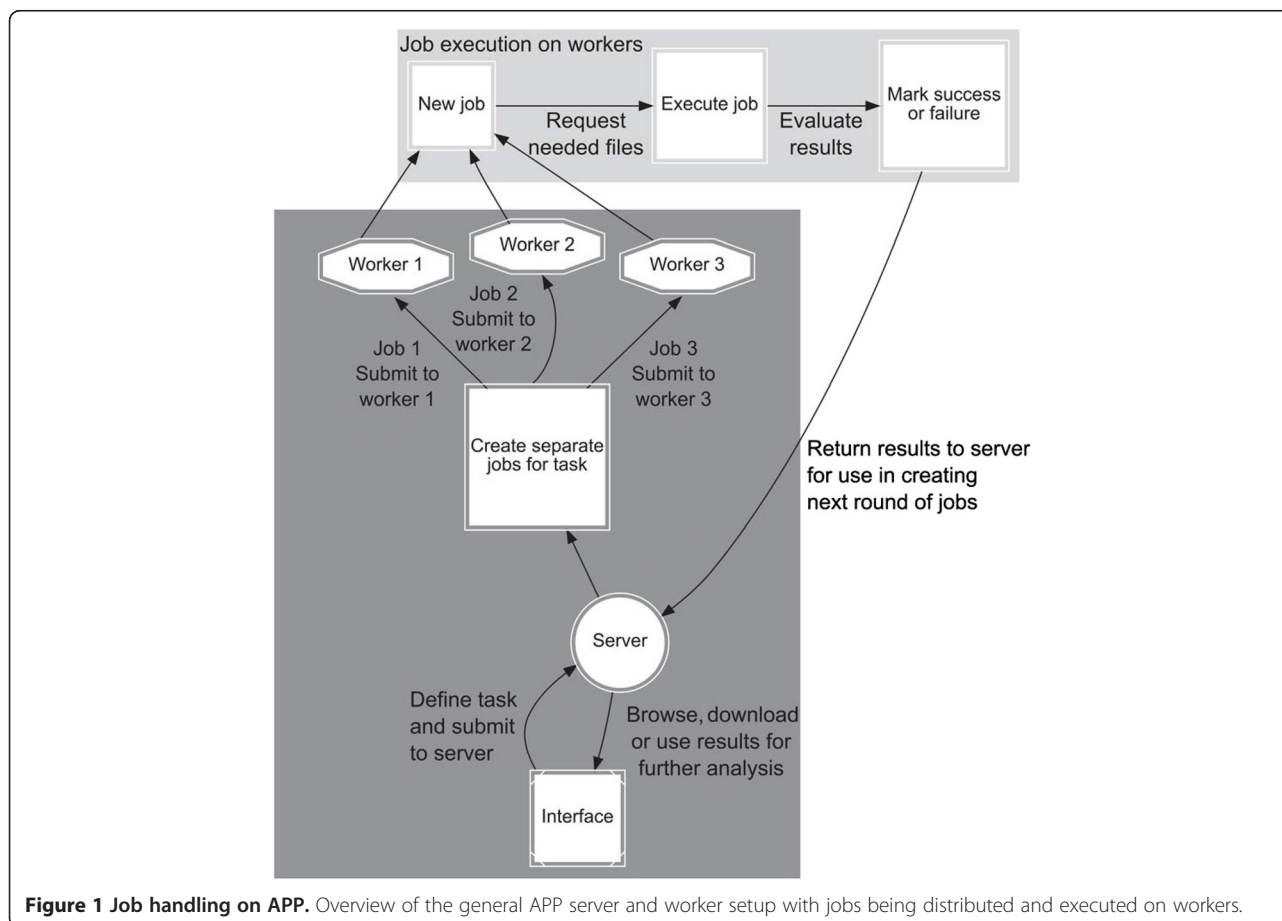 Job execution on workers
New job
Request
needed files
Execute job
Evaluate
results
Mark success
or failure
Worker 1
Worker 2
Worker 3
Job 1
Submit to
worker 1
Job 2
Submit to
worker 2
Job 3
Submit to
worker 3
Create separate
jobs for task
Return results to server
for use in creating
next round of jobs
Server
Define task
and submit
to server
Browse, download
or use results for
further analysis
Interface
Figure 1 Job handling on APP. Overview of the general APP server and worker setup with jobs being distributed and executed on workers.